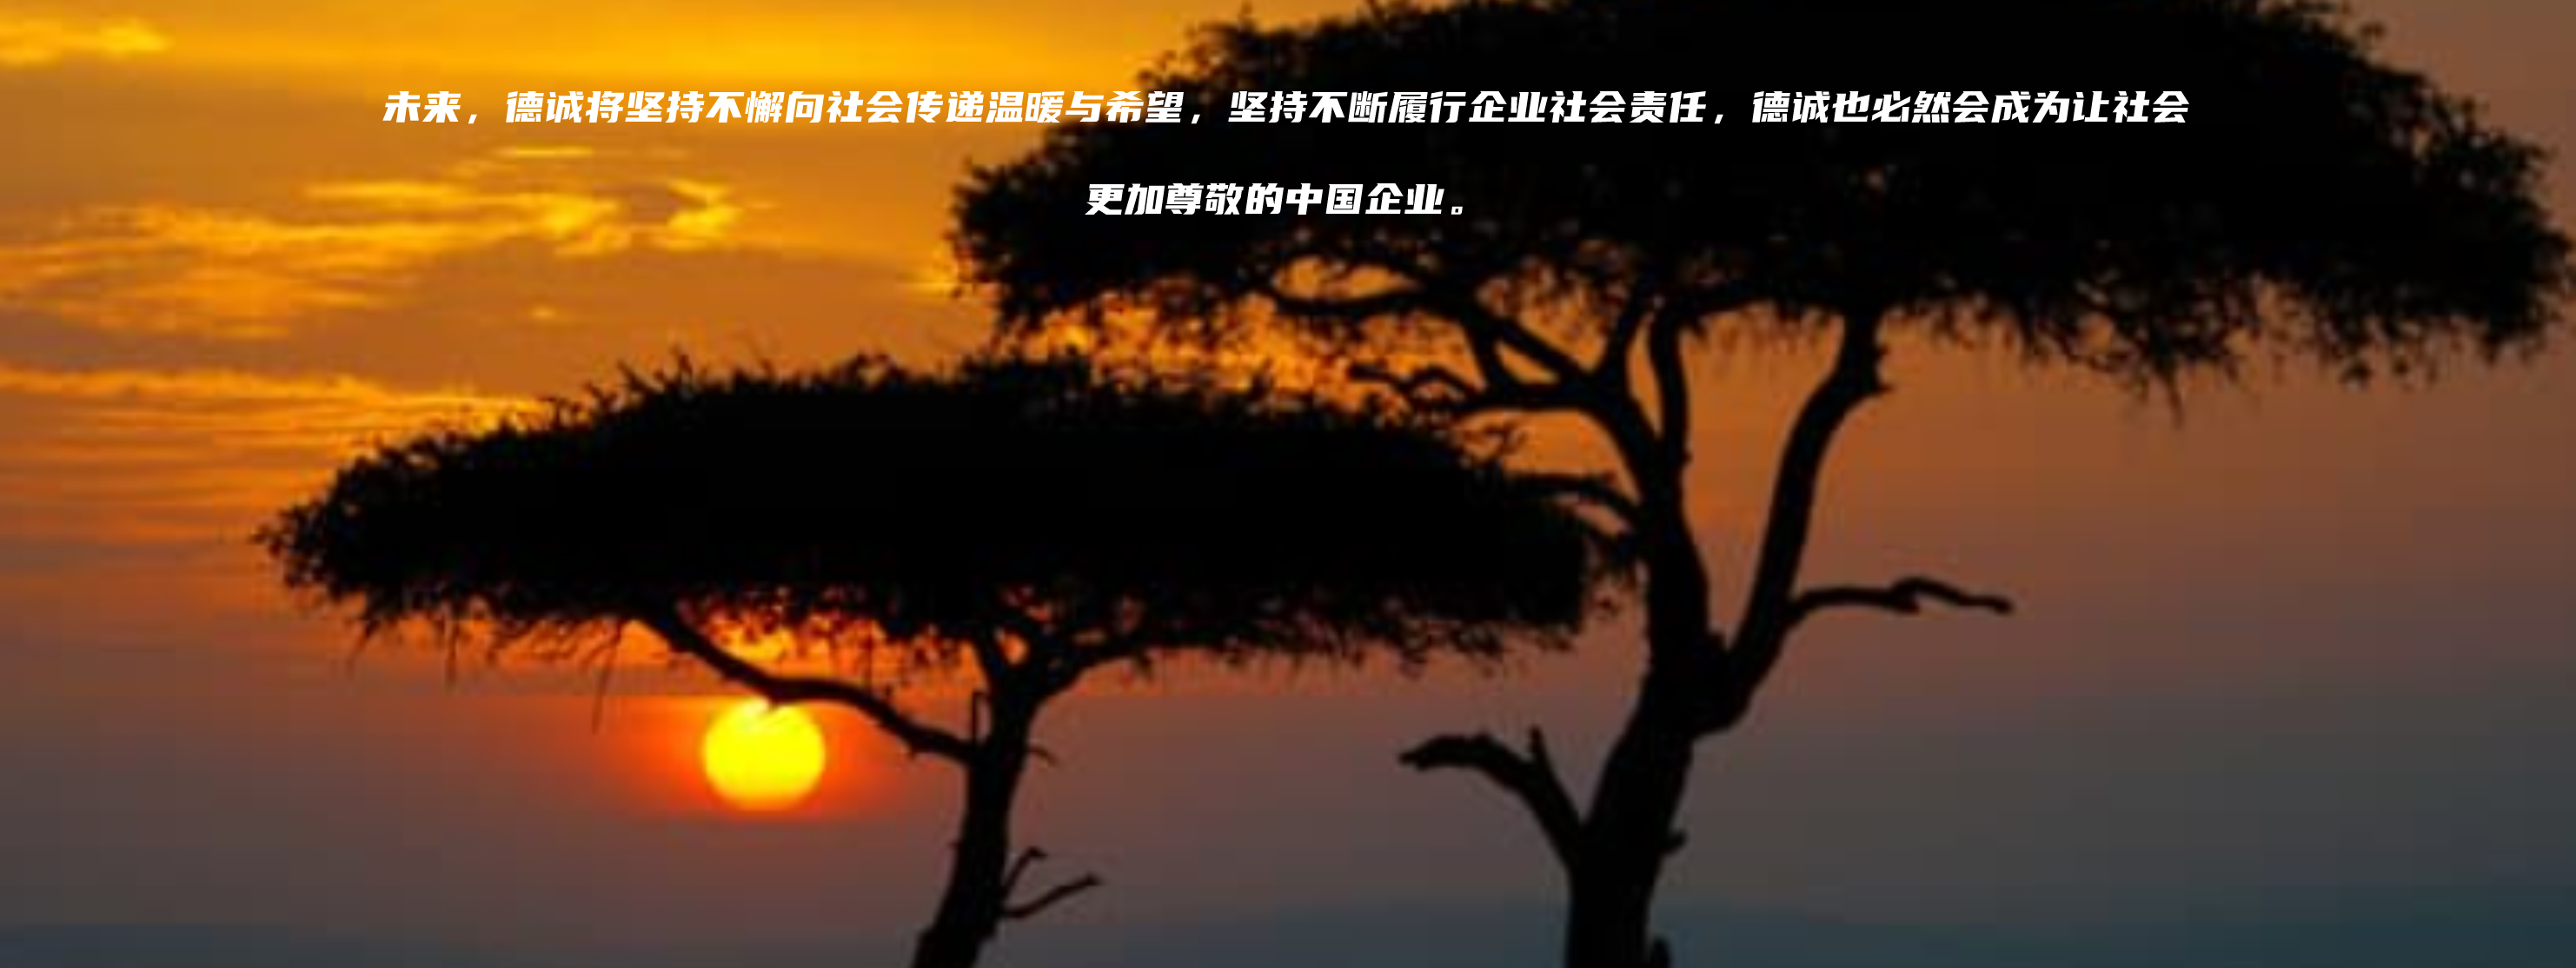 未来，德诚将坚持不懈向社会传递温暖与希望，坚持不断履行企业社会责任，德诚也必然会成为让社会
更加尊敬的中国企业。